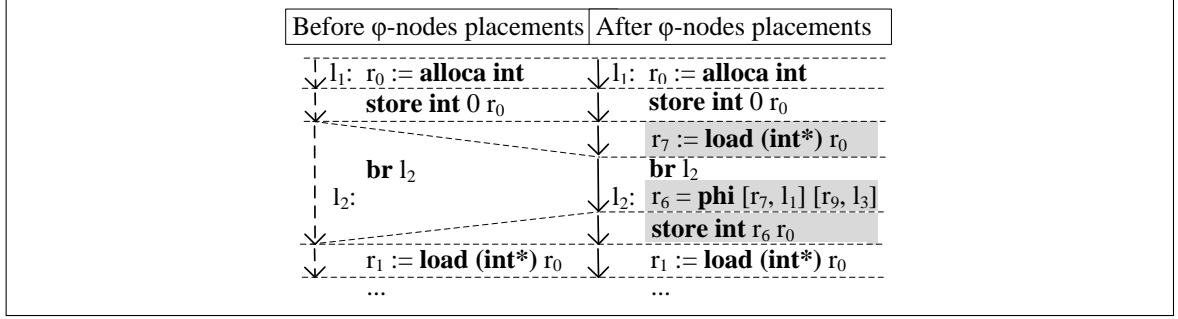 Before φ-nodes placements After φ-nodes placements
l₁: r₀ := alloca int l₁: r₀ := alloca int
store int 0 r₀ store int 0 r₀
r₇ := load (int*) r₀
br l₂ br l₂
l₂: l₂: r₆ = phi [r₇, l₁] [r₉, l₃]
store int r₆ r₀
r₁ := load (int*) r₀ r₁ := load (int*) r₀
... ...